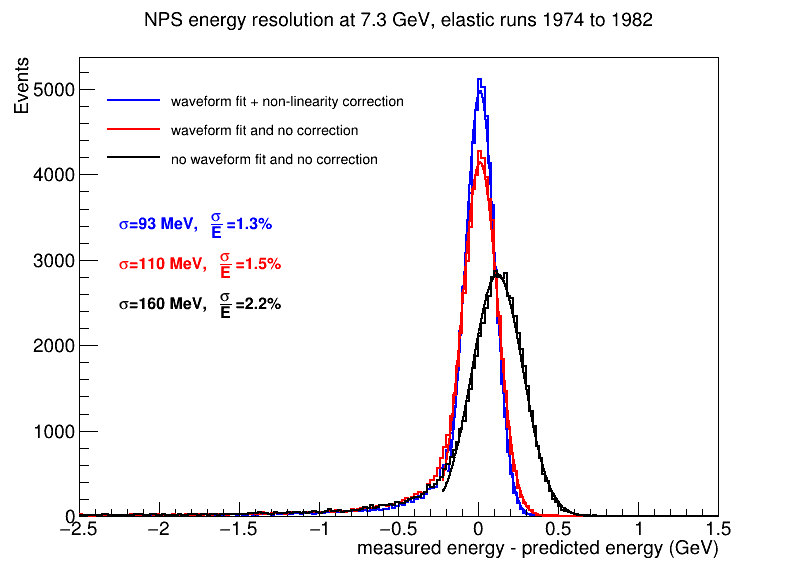 NPS energy resolution at 7.3 GeV, elastic runs 1974 to 1982
Events
5000
4000
3000
2000
1000
0
waveform fit + non-linearity correction
waveform fit and no correction
no waveform fit and no correction
σ=93 MeV, σ/E =1.3%
σ=110 MeV, σ/E =1.5%
σ=160 MeV, σ/E =2.2%
−2.5 −2 −1.5 −1 −0.5 0 0.5 1 1.5
measured energy - predicted energy (GeV)